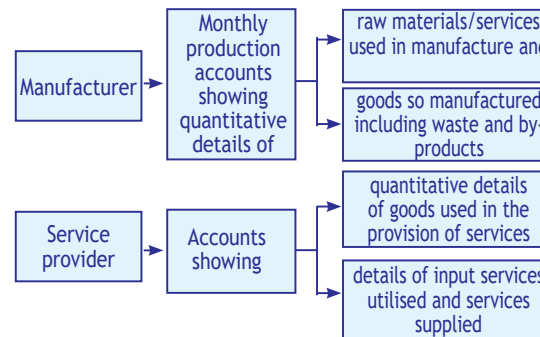 Manufacturer
Monthly
production
accounts
showing
quantitative
details of
raw materials/services
used in manufacture and
goods so manufactured
including waste and by-
products
Service
provider
Accounts
showing
quantitative details
of goods used in the
provision of services
details of input services
utilised and services
supplied